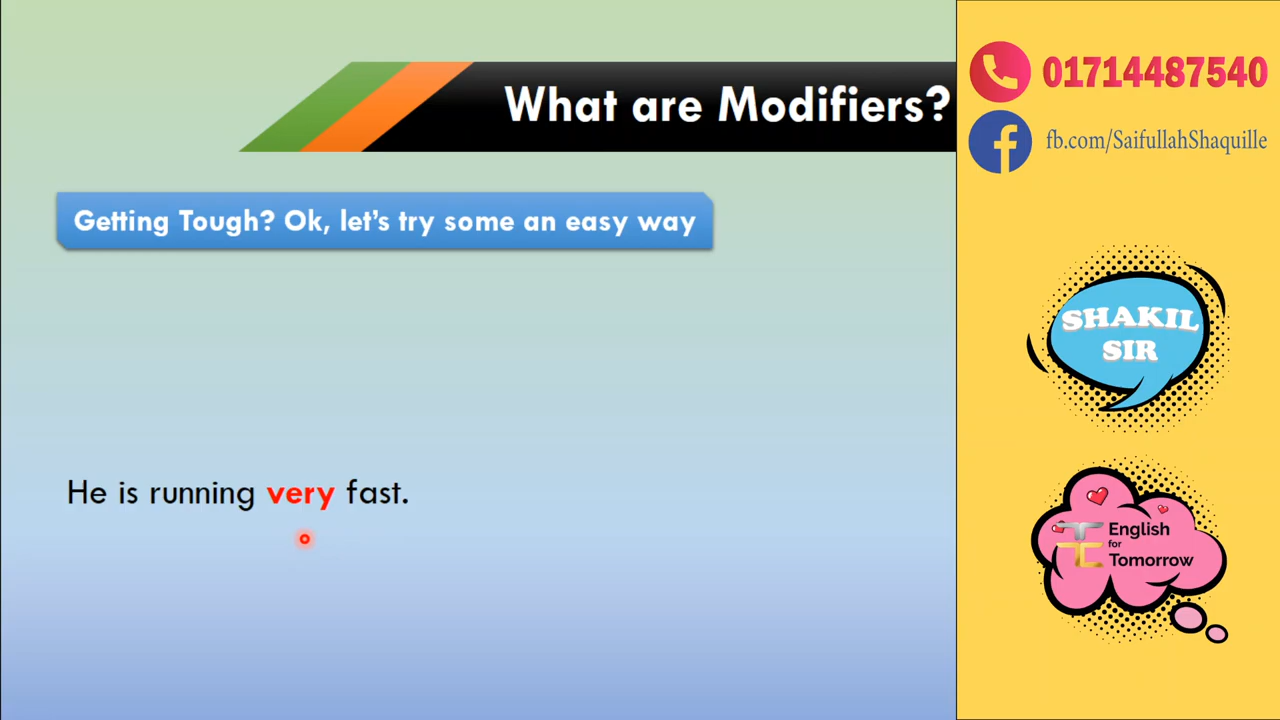 What are Modifiers?
Getting Tough? Ok, let's try some an easy way
He is running very fast.
01714487540
fb.com/SaifullahShaquille
SHAKIL
SIR
English
for
Tomorrow